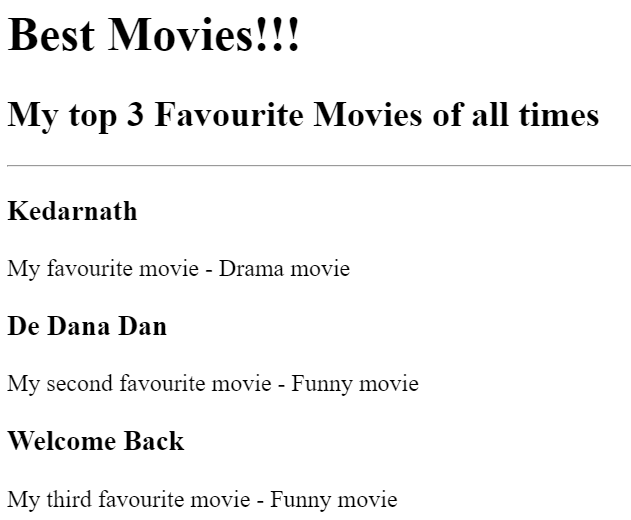 Best Movies!!!
My top 3 Favourite Movies of all times
Kedarnath
My favourite movie - Drama movie
De Dana Dan
My second favourite movie - Funny movie
Welcome Back
My third favourite movie - Funny movie